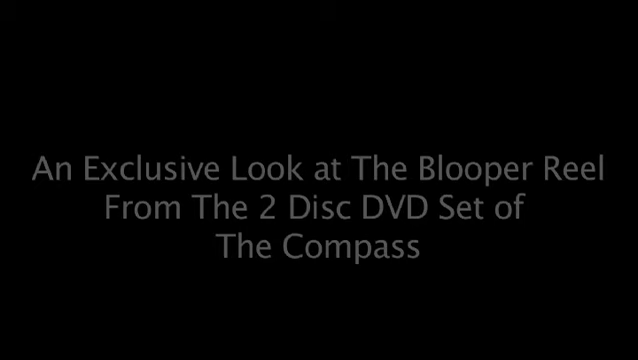 An Exclusive Look at The Blooper Reel
From The 2 Disc DVD Set of
The Compass